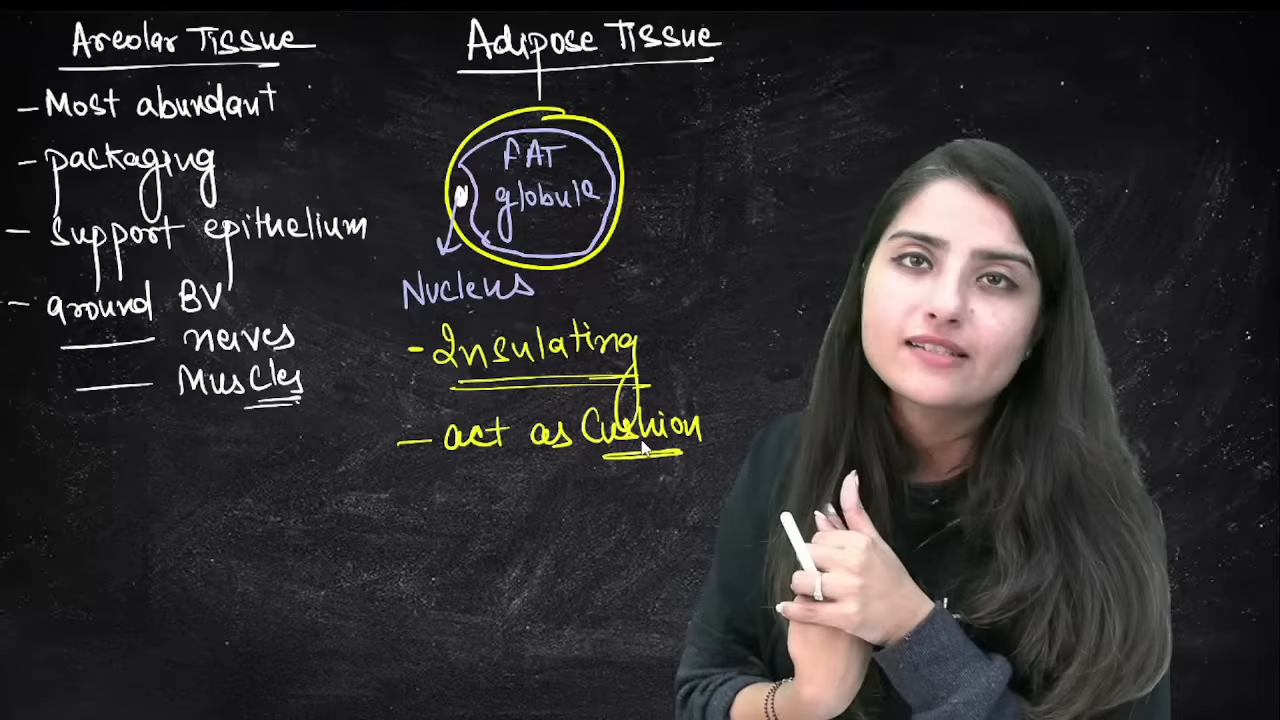 Areolar Tissue
- Most abundant
- packaging
- support epithelium
- around BV
nerves
Muscles
Adipose Tissue
FAT
globule
Nucleus
- Insulating
- act as Cushion